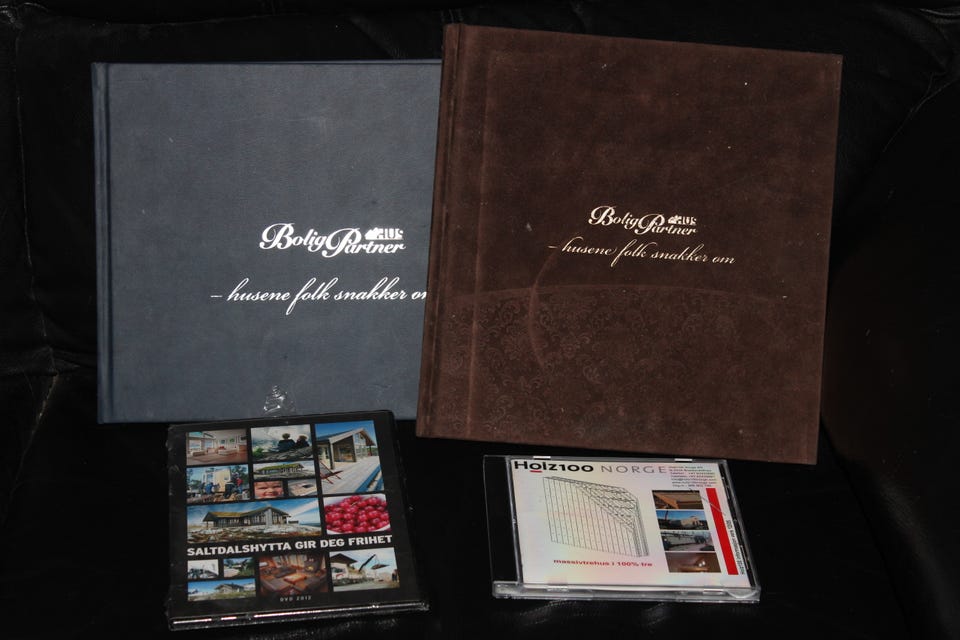 BoligPartner HUS
– husene folk snakker
BoligPartner HUS
– husene folk snakker om
SALTDALSHYTTA GIR DEG FRIHET
DVD 2012
Holz100 NORGE
massivtrehus i 100% tre